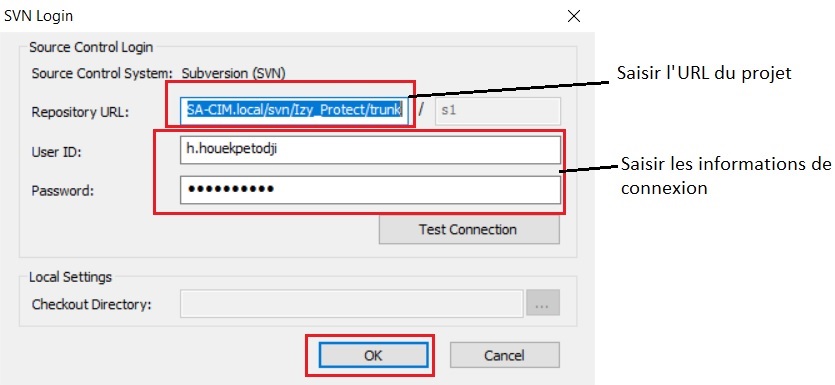 SVN Login
Source Control Login
Source Control System: Subversion (SVN)
Saisir l'URL du projet
Repository URL: SA-CIM.local/svn/Izy_Protect/trunk / s1
User ID: h.houekpetodji
Saisir les informations de
connexion
Password: ●●●●●●●●●●
Test Connection
Local Settings
Checkout Directory: ...
OK Cancel